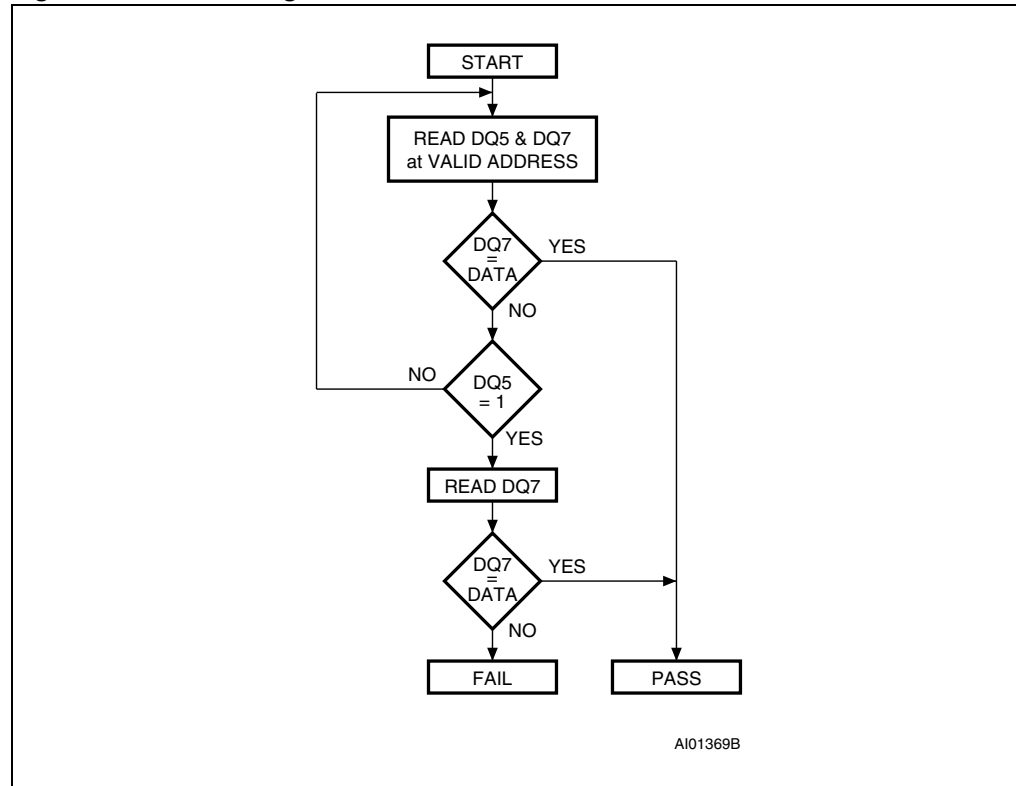 START
READ DQ5 & DQ7
at VALID ADDRESS
DQ7
=
DATA
YES
NO
DQ5
= 1
NO
YES
READ DQ7
DQ7
=
DATA
YES
NO
FAIL
PASS
AI01369B